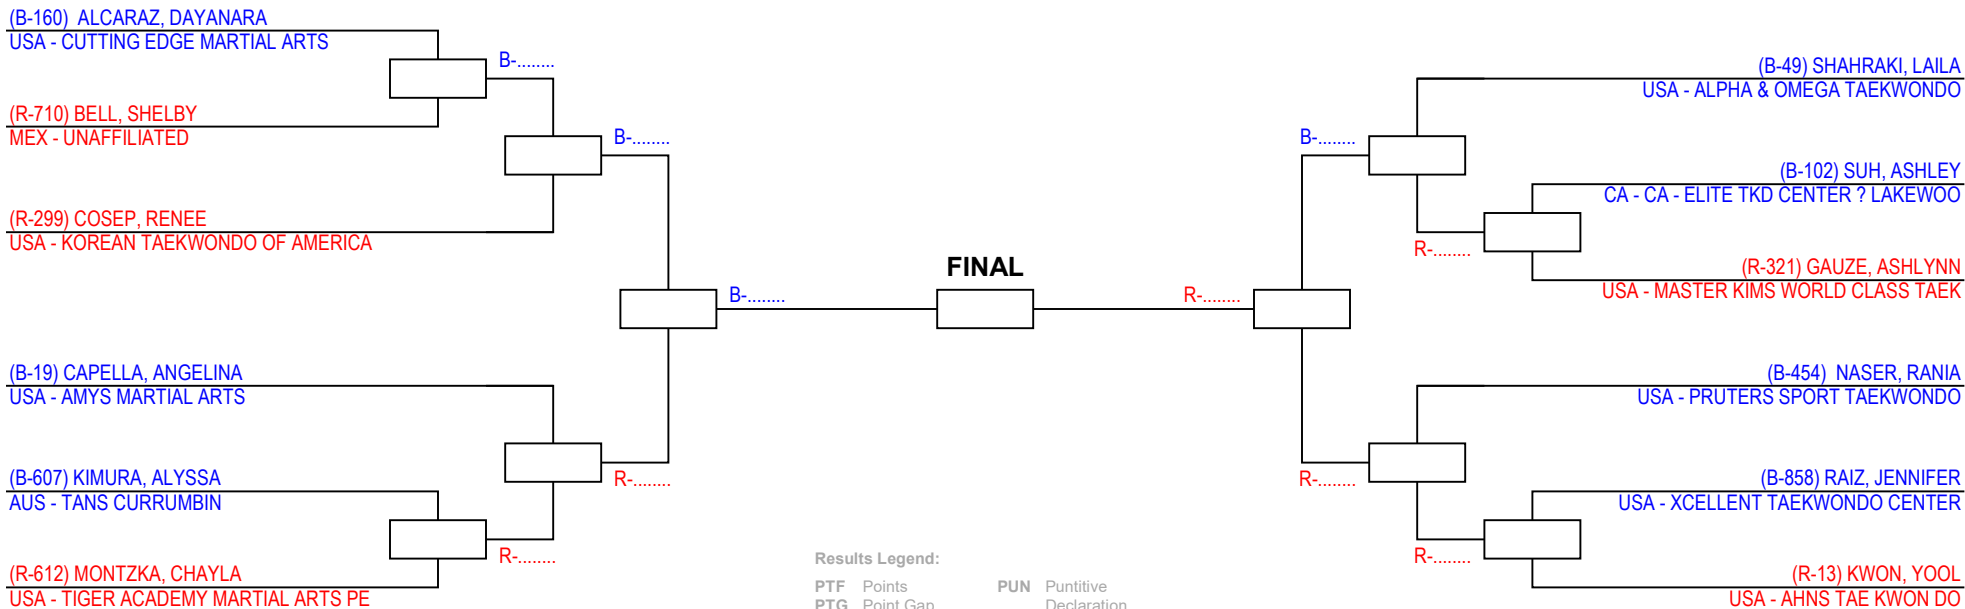 (B-160)  ALCARAZ, DAYANARA
USA - CUTTING EDGE MARTIAL ARTS
B-........
(R-710) BELL, SHELBY
MEX - UNAFFILIATED
B-........
(R-299) COSEP, RENEE
USA - KOREAN TAEKWONDO OF AMERICA
B-........
(B-19) CAPELLA, ANGELINA
USA - AMYS MARTIAL ARTS
R-........
(B-607) KIMURA, ALYSSA
AUS - TANS CURRUMBIN
R-........
(R-612) MONTZKA, CHAYLA
USA - TIGER ACADEMY MARTIAL ARTS PE
FINAL
(B-49) SHAHRAKI, LAILA
USA - ALPHA & OMEGA TAEKWONDO
B-........
(B-102) SUH, ASHLEY
CA - CA - ELITE TKD CENTER ? LAKEWOO
R-........
(R-321) GAUZE, ASHLYNN
USA - MASTER KIMS WORLD CLASS TAEK
R-........
(B-454)  NASER, RANIA
USA - PRUTERS SPORT TAEKWONDO
R-........
(B-858) RAIZ, JENNIFER
USA - XCELLENT TAEKWONDO CENTER
R-........
(R-13) KWON, YOOL
USA - AHNS TAE KWON DO
Results Legend:
PTF Points PUN Puntitive
PTG Point Gap Declaration